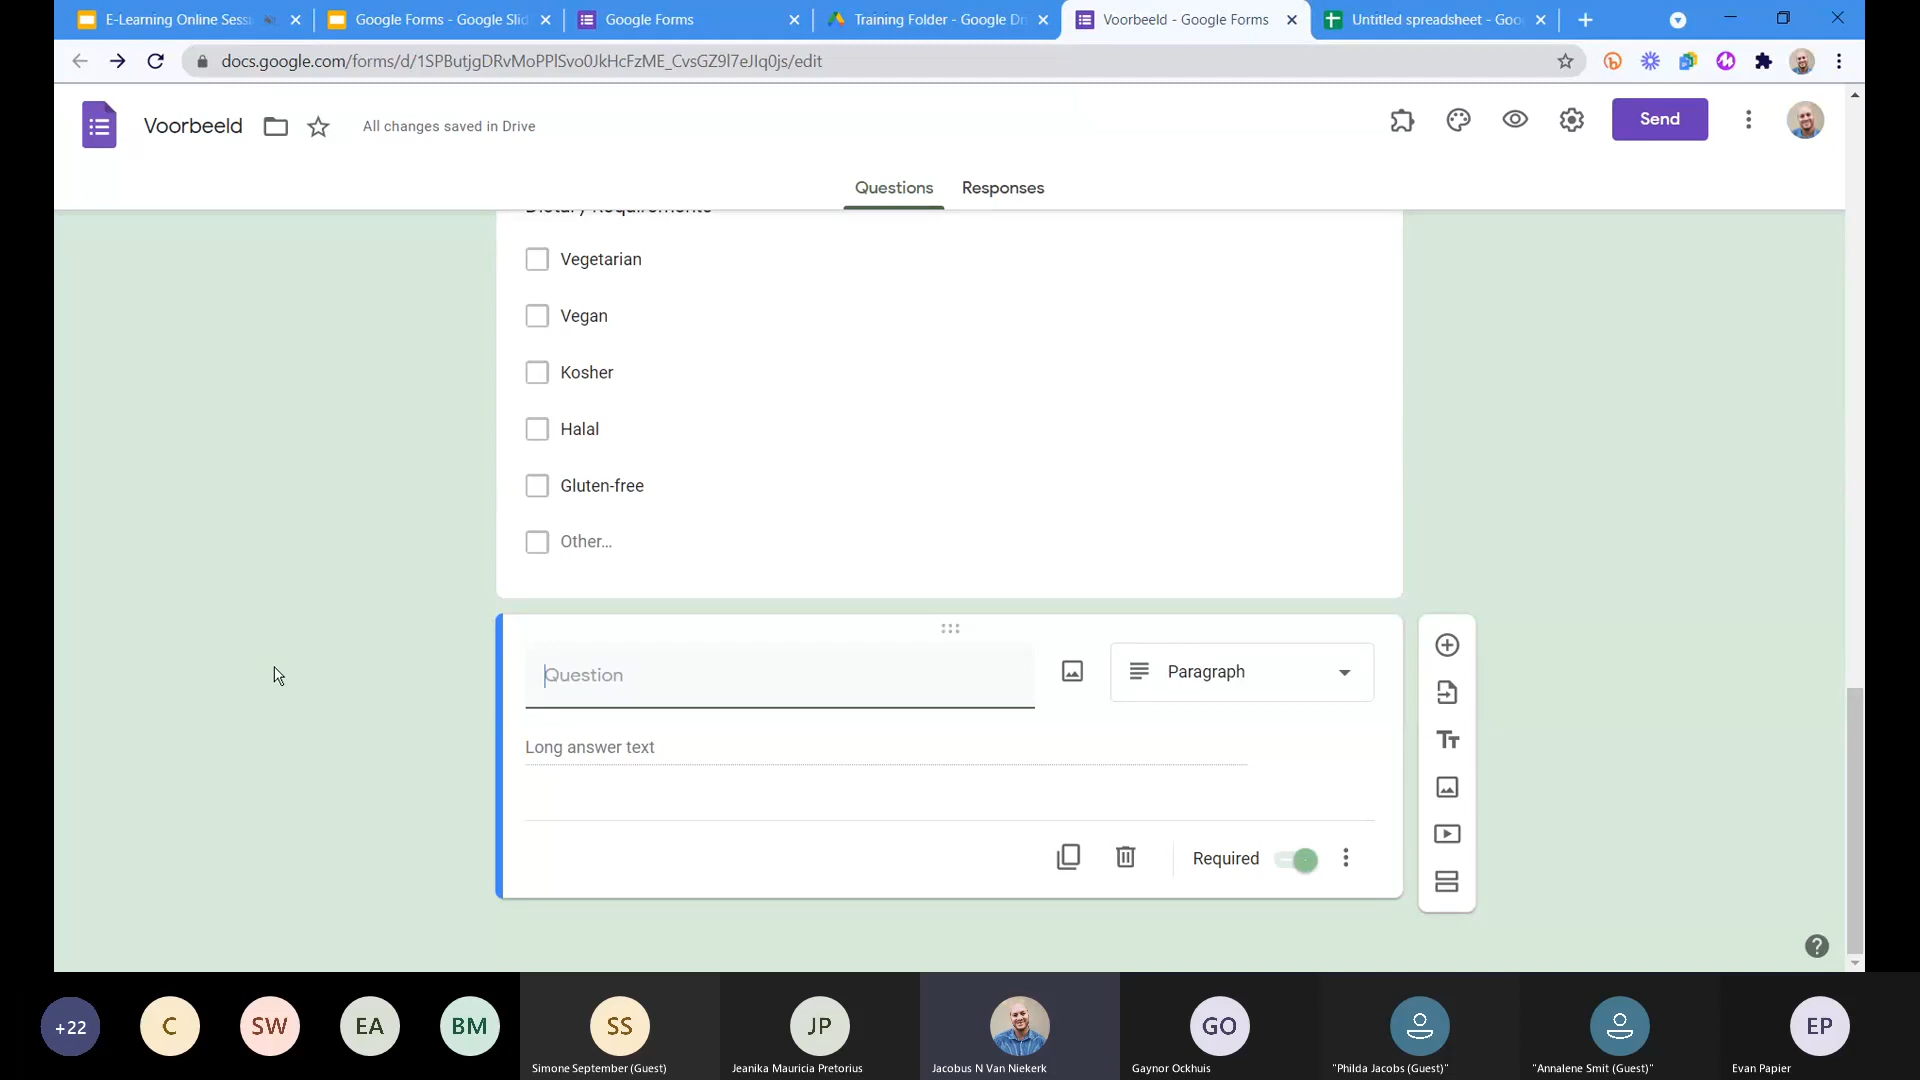 E-Learning Online Sessi
Google Forms - Google Slid
Google Forms
Training Folder - Google Dr
Voorbeeld - Google Forms
Untitled spreadsheet - Goo
docs.google.com/forms/d/1SPButjgDRvMoPPlSvo0JkHcFzME_CvsGZ9l7eJIq0js/edit
Voorbeeld
All changes saved in Drive
Send
Questions
Responses
Dietary Requirements
Vegetarian
Vegan
Kosher
Halal
Gluten-free
Other...
Question
Paragraph
Long answer text
Required
+22
C
SW
EA
BM
SS
JP
GO
EP
Simone September (Guest)
Jeanika Mauricia Pretorius
Jacobus N Van Niekerk
Gaynor Ockhuis
"Philda Jacobs (Guest)"
"Annalene Smit (Guest)"
Evan Papier